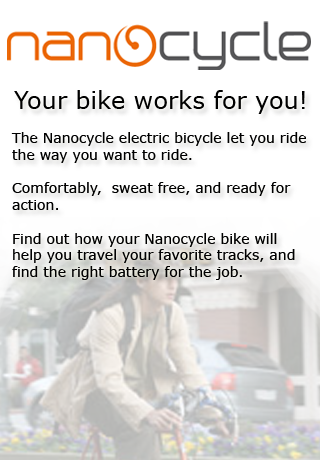 nanocycle
Your bike works for you!
The Nanocycle electric bicycle let you ride
the way you want to ride.
Comfortably,  sweat free, and ready for
action.
Find out how your Nanocycle bike will
help you travel your favorite tracks, and
find the right battery for the job.